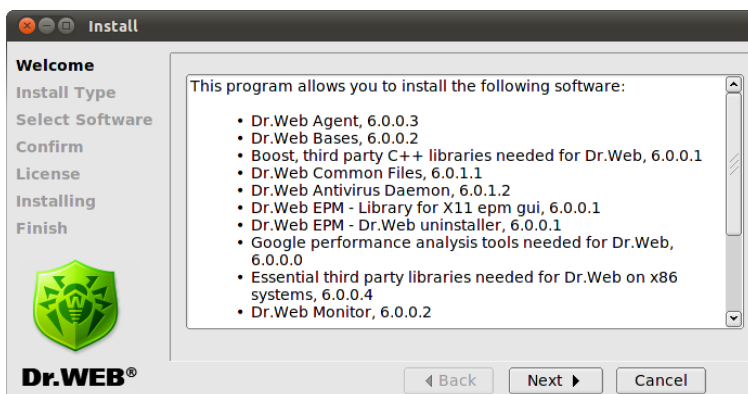 Install
Welcome
Install Type
Select Software
Confirm
License
Installing
Finish
This program allows you to install the following software:
• Dr.Web Agent, 6.0.0.3
• Dr.Web Bases, 6.0.0.2
• Boost, third party C++ libraries needed for Dr.Web, 6.0.0.1
• Dr.Web Common Files, 6.0.1.1
• Dr.Web Antivirus Daemon, 6.0.1.2
• Dr.Web EPM - Library for X11 epm gui, 6.0.0.1
• Dr.Web EPM - Dr.Web uninstaller, 6.0.0.1
• Google performance analysis tools needed for Dr.Web,
6.0.0.0
• Essential third party libraries needed for Dr.Web on x86
systems, 6.0.0.4
• Dr.Web Monitor, 6.0.0.2
Dr.WEB®
Back
Next
Cancel